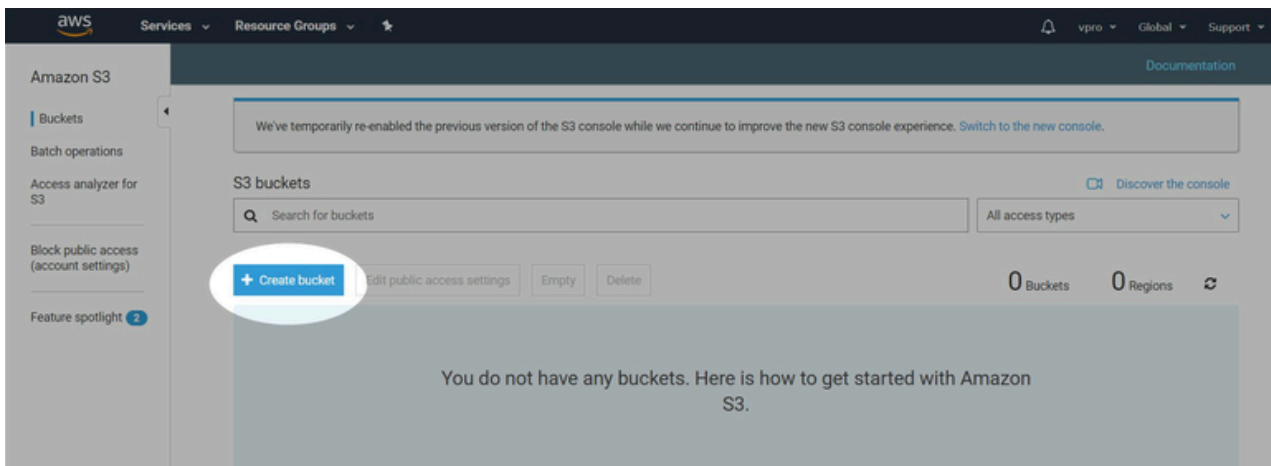 aws
Services
Resource Groups
vpro
Global
Support
Amazon S3
Documentation
Buckets
Batch operations
Access analyzer for
S3
Block public access
(account settings)
Feature spotlight 2
We've temporarily re-enabled the previous version of the S3 console while we continue to improve the new S3 console experience. Switch to the new console.
S3 buckets
Discover the console
Search for buckets
All access types
+ Create bucket
Edit public access settings
Empty
Delete
0 Buckets
0 Regions
You do not have any buckets. Here is how to get started with Amazon
S3.